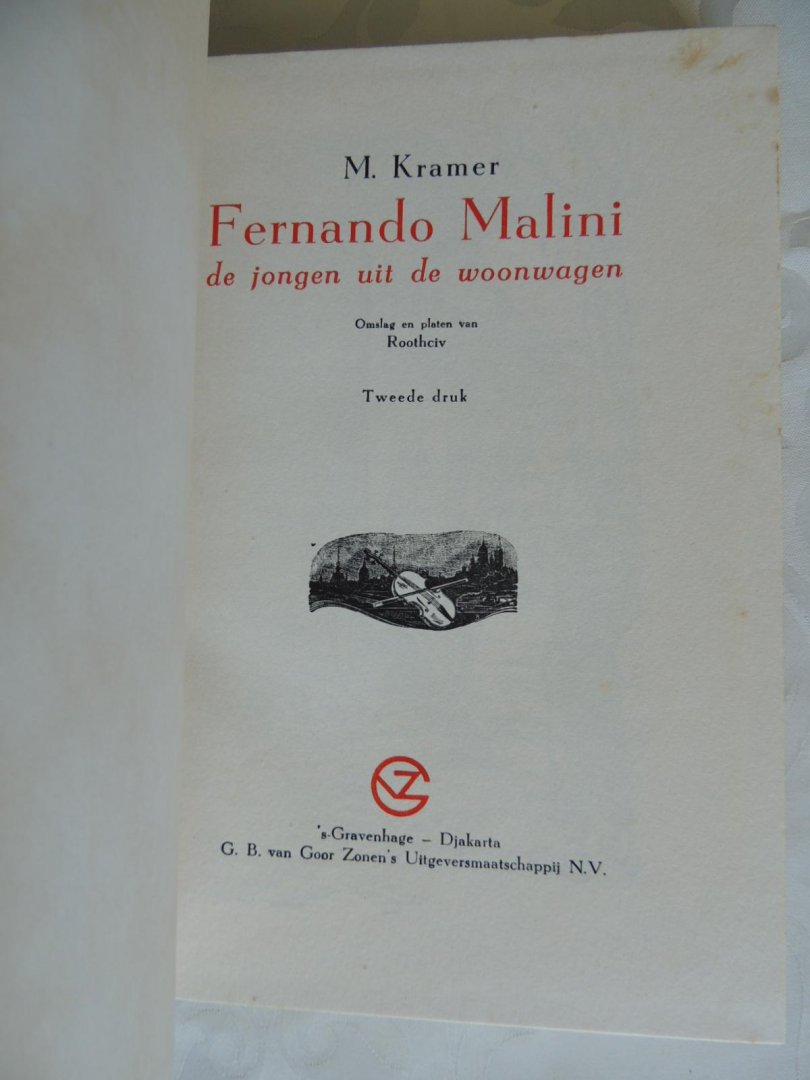 M. Kramer
Fernando Malini
de jongen uit de woonwagen
Omslag en platen van
Roothciv
Tweede druk
VGZ
's-Gravenhage – Djakarta
G. B. van Goor Zonen's Uitgeversmaatschappij N.V.